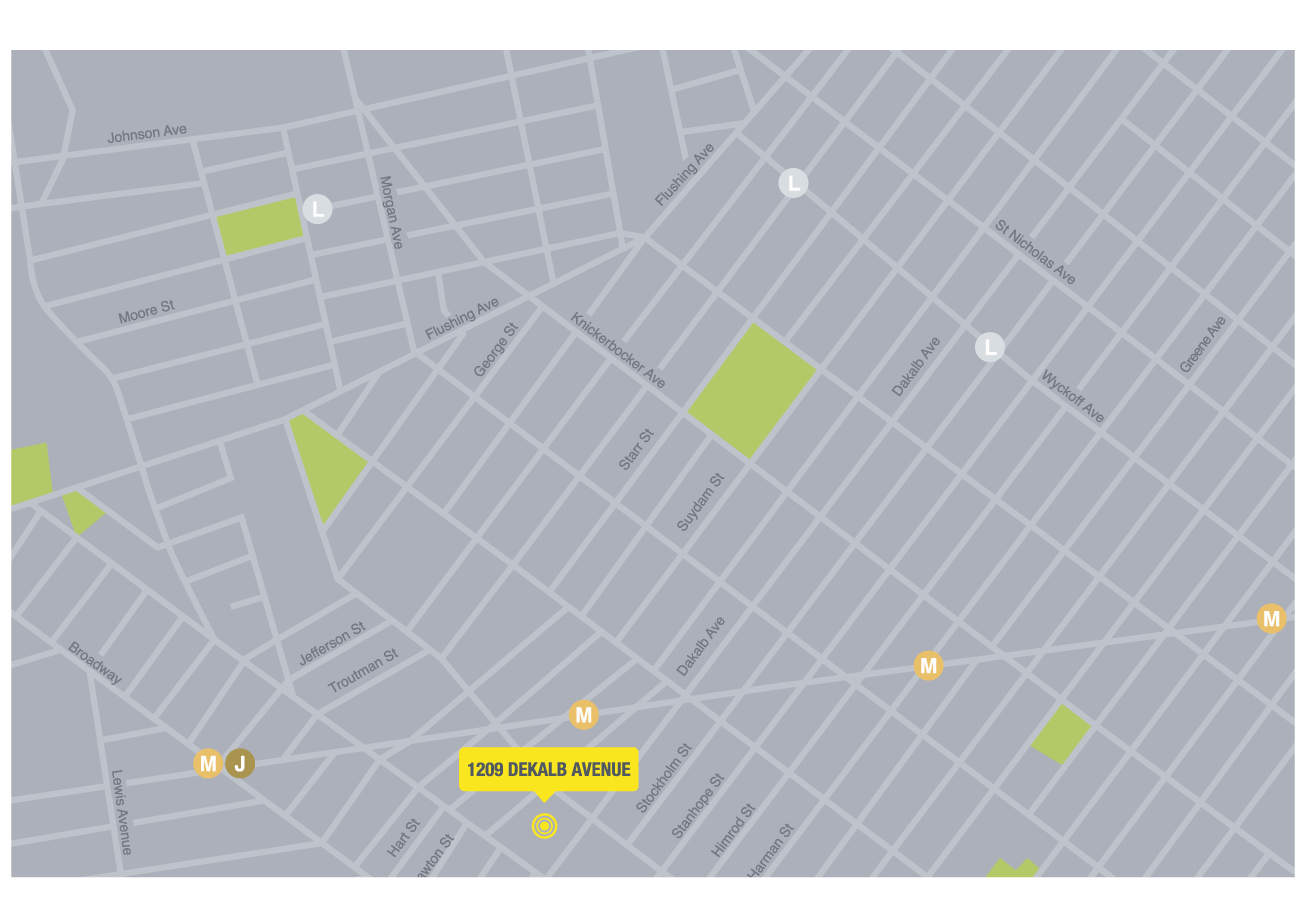 Johnson Ave
Flushing Ave
L
Morgan Ave
L
St Nicholas Ave
Moore St
Flushing Ave
George St
Knickerbocker Ave
Dakalb Ave
L
Greene Ave
Wyckoff Ave
Starr St
Suydam St
M
Jefferson St
Troutman St
Dakalb Ave
Broadway
M
M
M
J
1209 DEKALB AVENUE
Stockholm St
Lewis Avenue
Stanhope St
Himrod St
Hart St
awton St
Harman St